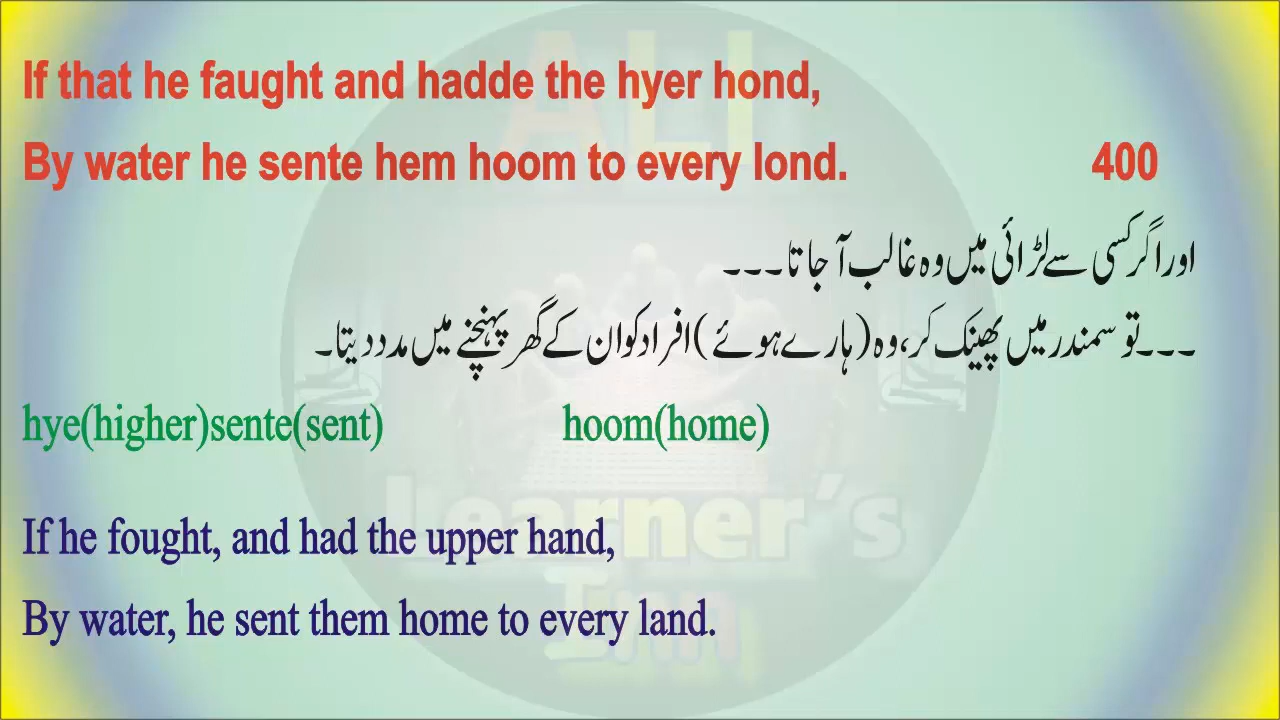 If that he faught and hadde the hyer hond,
By water he sente hem hoom to every lond. 400
اور اگر کسی سے لڑائی میں وہ غالب آ جاتا۔۔۔
۔۔۔تو سمندر میں پھینک کر، وہ (ہارے ہوئے) افراد کو ان کے گھر پہنچنے میں مدد دیتا۔
hye(higher)sente(sent) hoom(home)
If he fought, and had the upper hand,
By water, he sent them home to every land.
ALI
Learner's
Inn